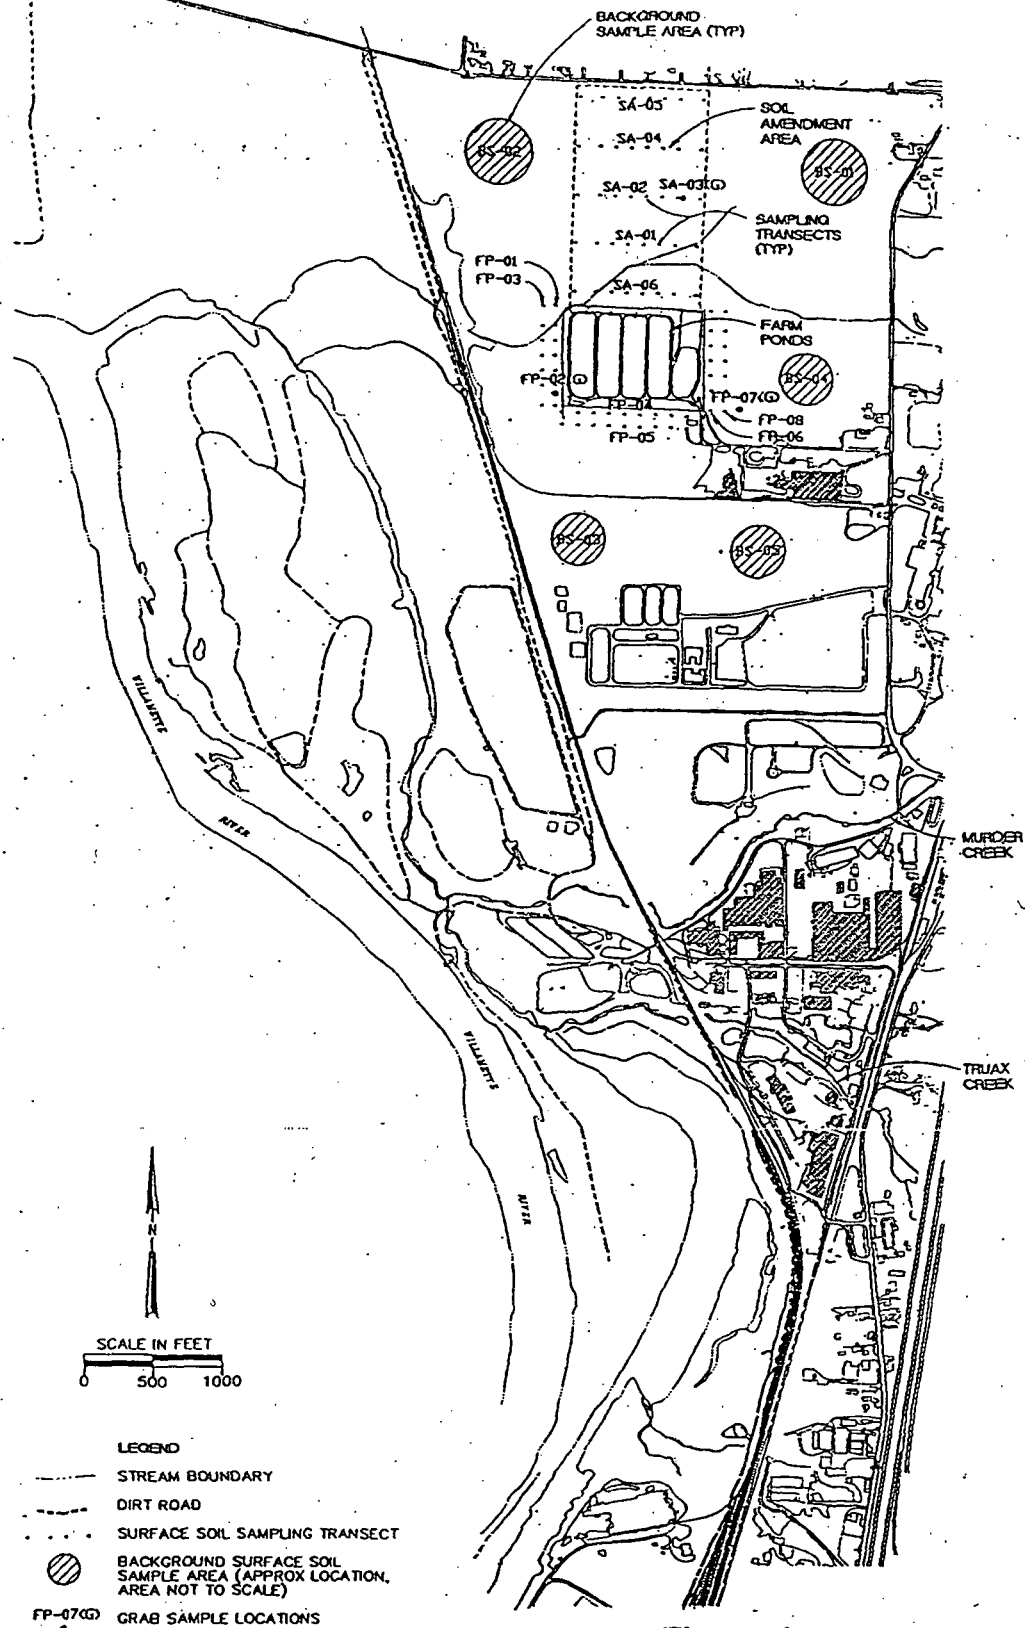 BACKGROUND
SAMPLE AREA (TYP)
SA-05
SOIL
AMENDMENT
AREA
SA-04
BS-02
BS-01
SA-02 SA-03(G)
SAMPLING
TRANSECTS
(TYP)
SA-01
FP-01
FP-03
SA-06
FARM
PONDS
FP-02(G)
BS-04
FP-04
FP-07(G)
FP-08
FP-05
FP-06
BS-03
BS-05
WILLAMETTE
RIVER
MURDER
CREEK
WILLAMETTE
RIVER
TRUAX
CREEK
N
SCALE IN FEET
0 500 1000
LEGEND
STREAM BOUNDARY
DIRT ROAD
SURFACE SOIL SAMPLING TRANSECT
BACKGROUND SURFACE SOIL
SAMPLE AREA (APPROX LOCATION,
AREA NOT TO SCALE)
FP-07(G) GRAB SAMPLE LOCATIONS